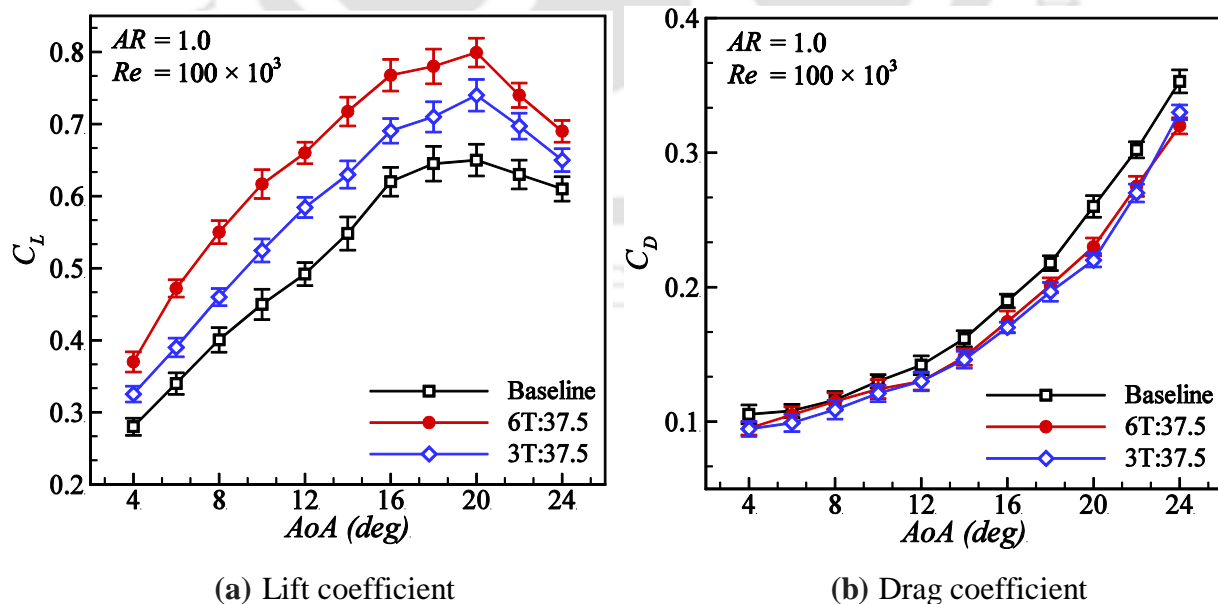 AR = 1.0
Re = 100 × 10³
0.8
0.7
0.6
0.5
0.4
0.3
0.2
C_L
Baseline
6T:37.5
3T:37.5
4 8 12 16 20 24
AoA (deg)
(a) Lift coefficient
AR = 1.0
Re = 100 × 10³
0.4
0.3
0.2
0.1
C_D
Baseline
6T:37.5
3T:37.5
4 8 12 16 20 24
AoA (deg)
(b) Drag coefficient